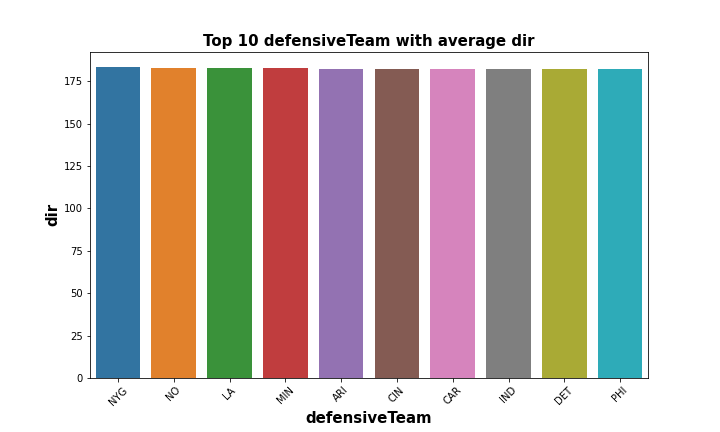 Top 10 defensiveTeam with average dir
dir
175
150
125
100
75
50
25
0
NYG NO LA MIN ARI CIN CAR IND DET PHI
defensiveTeam